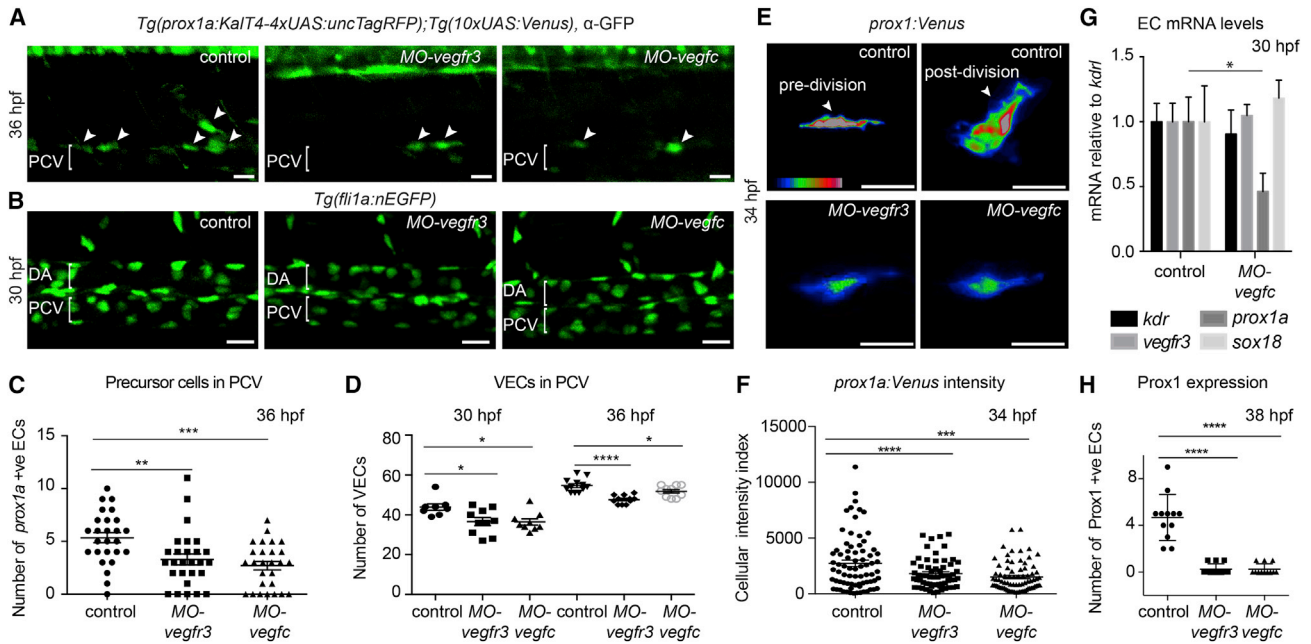 A
Tg(prox1a:KalT4-4xUAS:uncTagRFP);Tg(10xUAS:Venus), α-GFP
36 hpf
control
MO-vegfr3
MO-vegfc
PCV
PCV
PCV
B
Tg(fli1a:nEGFP)
30 hpf
control
MO-vegfr3
MO-vegfc
DA
DA
DA
PCV
PCV
PCV
C
Precursor cells in PCV
36 hpf
Number of prox1a +ve ECs
***
**
15
10
5
0
control
MO-vegfr3
MO-vegfc
D
VECs in PCV
30 hpf
36 hpf
Number of VECs
*
*
*
****
80
60
40
20
0
control
MO-vegfr3
MO-vegfc
control
MO-vegfr3
MO-vegfc
E
prox1:Venus
34 hpf
control
pre-division
control
post-division
MO-vegfr3
MO-vegfc
F
prox1a:Venus intensity
34 hpf
Cellular intensity index
***
****
15000
10000
5000
0
control
MO-vegfr3
MO-vegfc
G
EC mRNA levels
30 hpf
mRNA relative to kdrl
*
1.5
1.0
0.5
0.0
control
MO-vegfc
kdr
prox1a
vegfr3
sox18
H
Prox1 expression
38 hpf
Number of Prox1 +ve ECs
****
****
8
4
0
control
MO-vegfr3
MO-vegfc